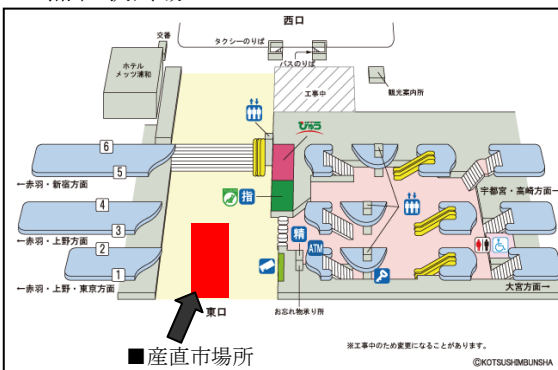 西口
交番
タクシーのりば
バスのりば
ホテル
メッツ浦和
工事中
観光案内所
びゅう
6
5
←赤羽・新宿方面
宇都宮・高崎方面→
4
指
3
←赤羽・上野方面
精
2
ATM
1
←赤羽・上野・東京方面
大宮方面→
東口
お忘れ物承り所
■産直市場所
※工事中のため変更になることがあります。
©KOTSUSHIMBUNSHA